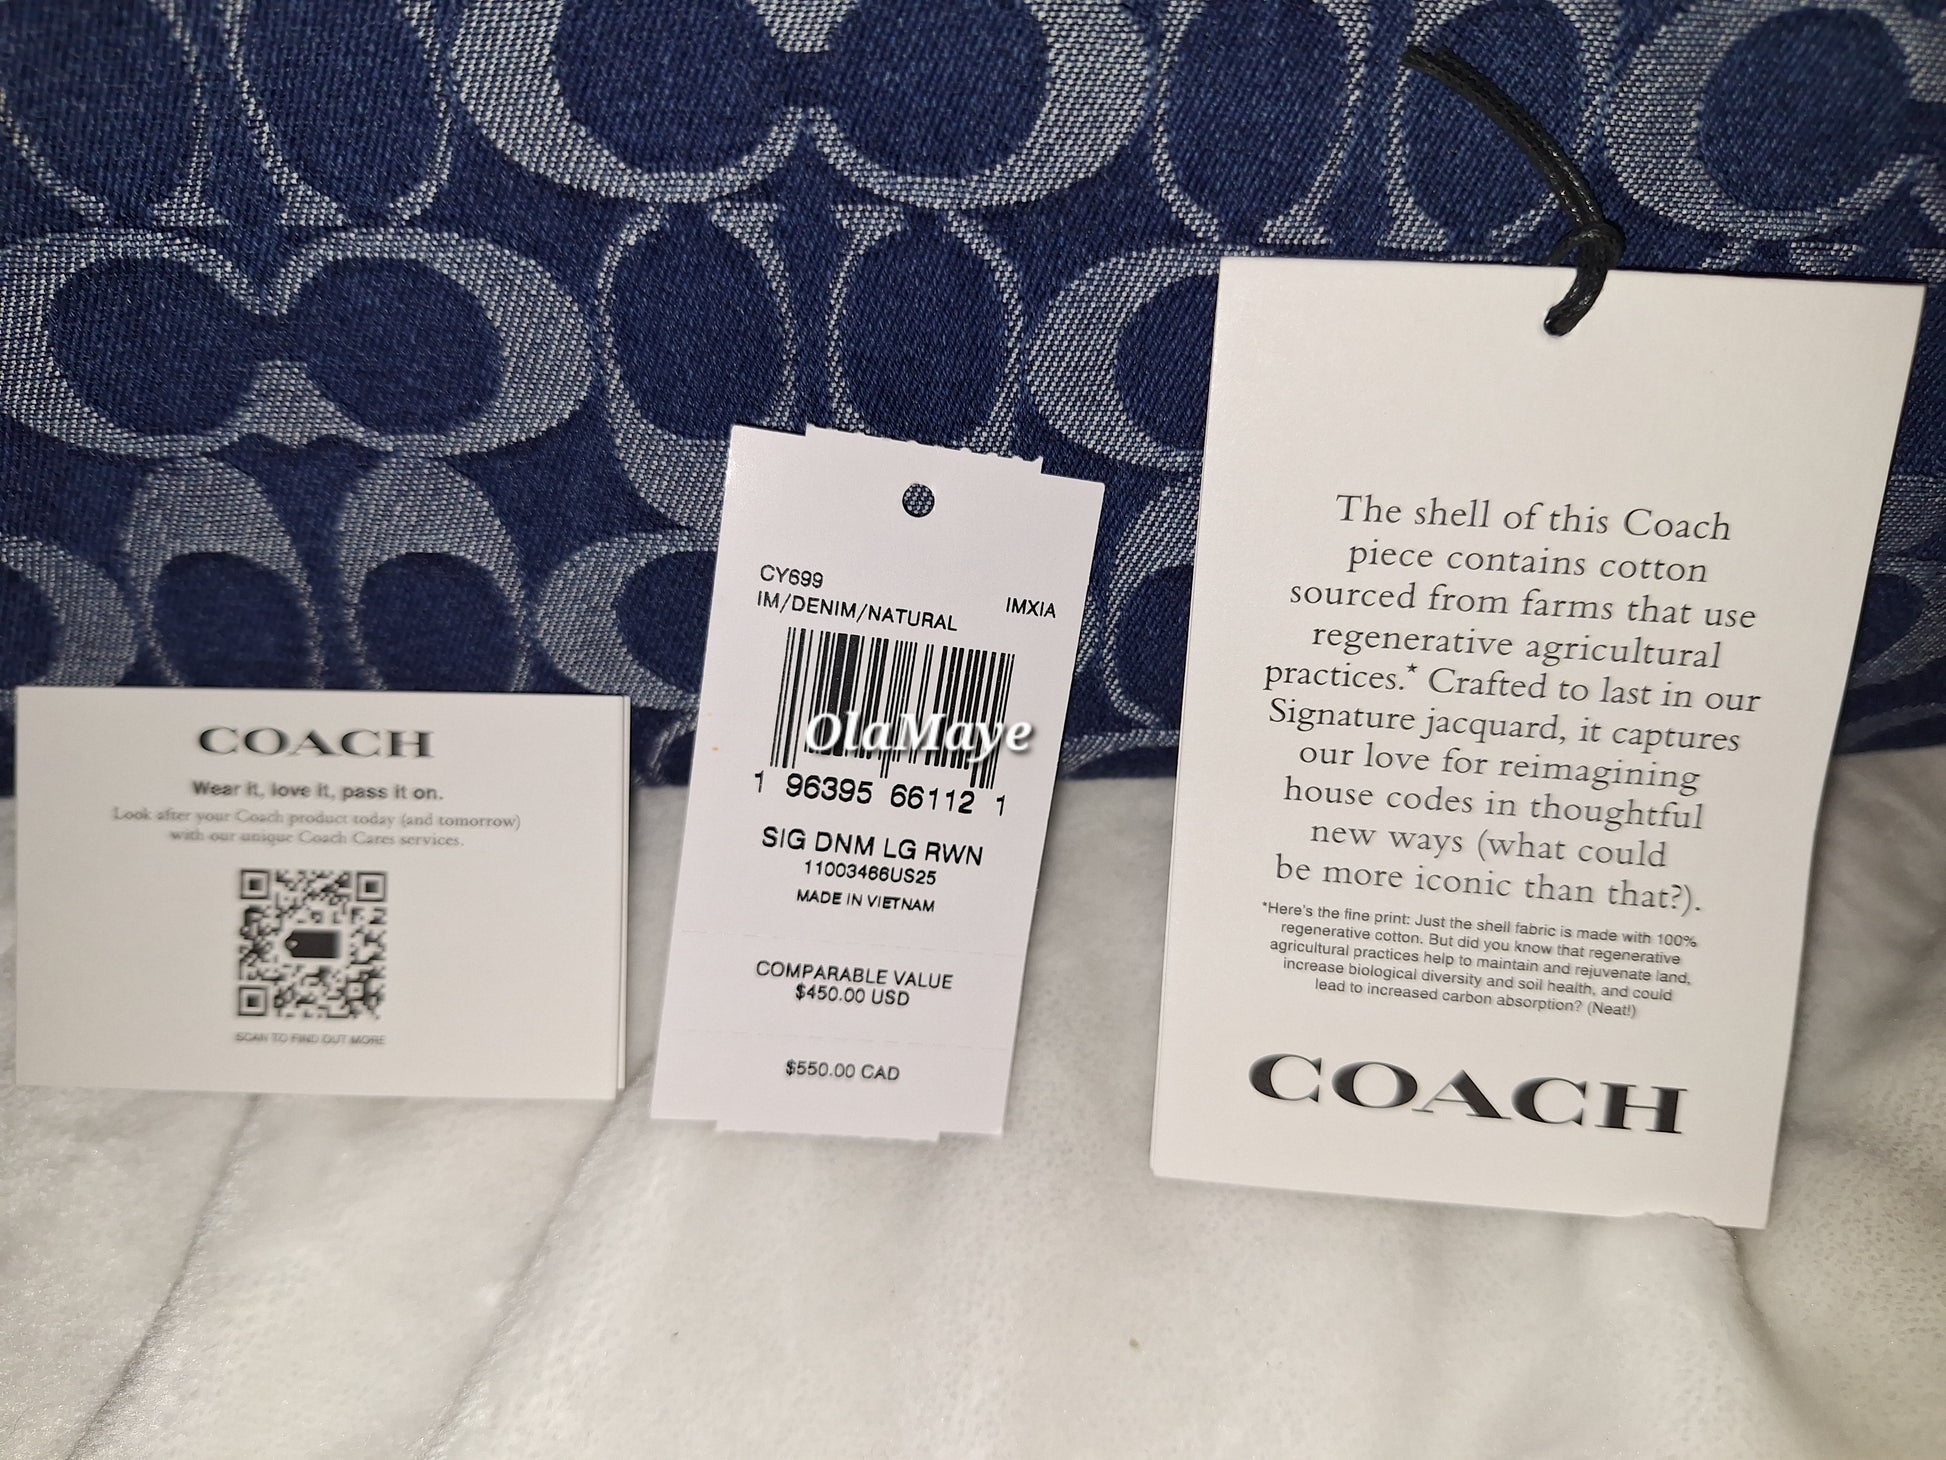 COACH
Wear it, love it, pass it on.
Look after your Coach product today (and tomorrow)
with our unique Coach Cares services.
SCAN TO FIND OUT MORE
CY699
IM/DENIM/NATURAL IMXIA
OlaMaye
1 96395 66112 1
SIG DNM LG RWN
11003466US25
MADE IN VIETNAM
COMPARABLE VALUE
$450.00 USD
$550.00 CAD
The shell of this Coach
piece contains cotton
sourced from farms that use
regenerative agricultural
practices.* Crafted to last in our
Signature jacquard, it captures
our love for reimagining
house codes in thoughtful
new ways (what could
be more iconic than that?).
*Here's the fine print: Just the shell fabric is made with 100%
regenerative cotton. But did you know that regenerative
agricultural practices help to maintain and rejuvenate land,
increase biological diversity and soil health, and could
lead to increased carbon absorption? (Neat!)
COACH